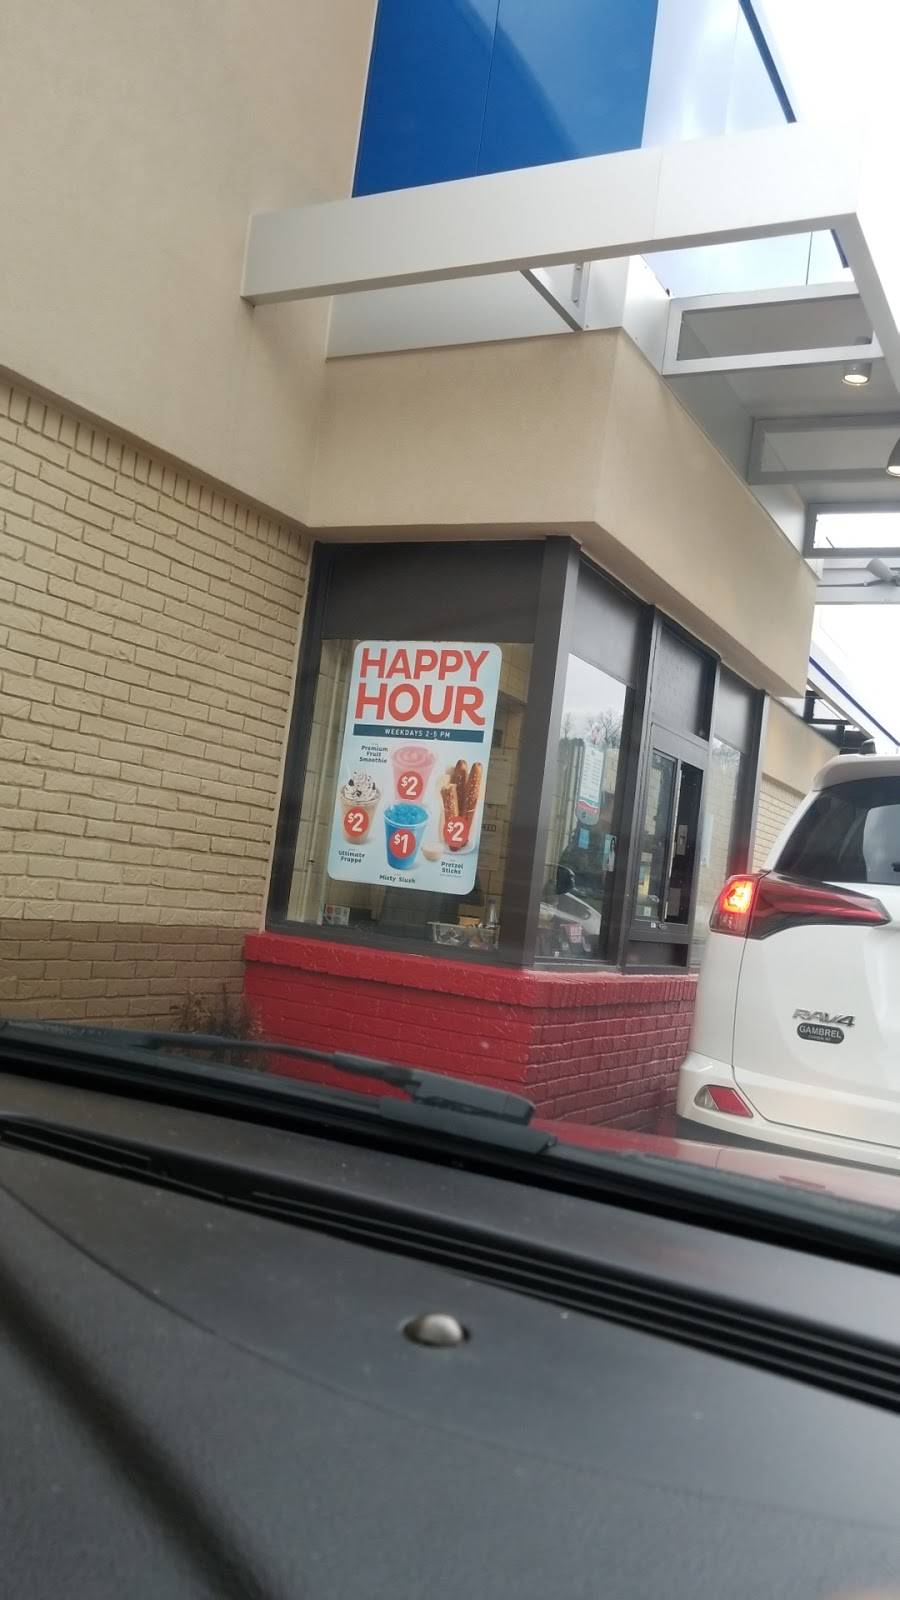 HAPPY
HOUR
WEEKDAYS 2-5 PM
Premium
Fruit
Smoothie
$2
$2
$1
$2
Ultimate
Frappé
Misty Slush
Pretzel
Sticks
RAV4
GAMBREL